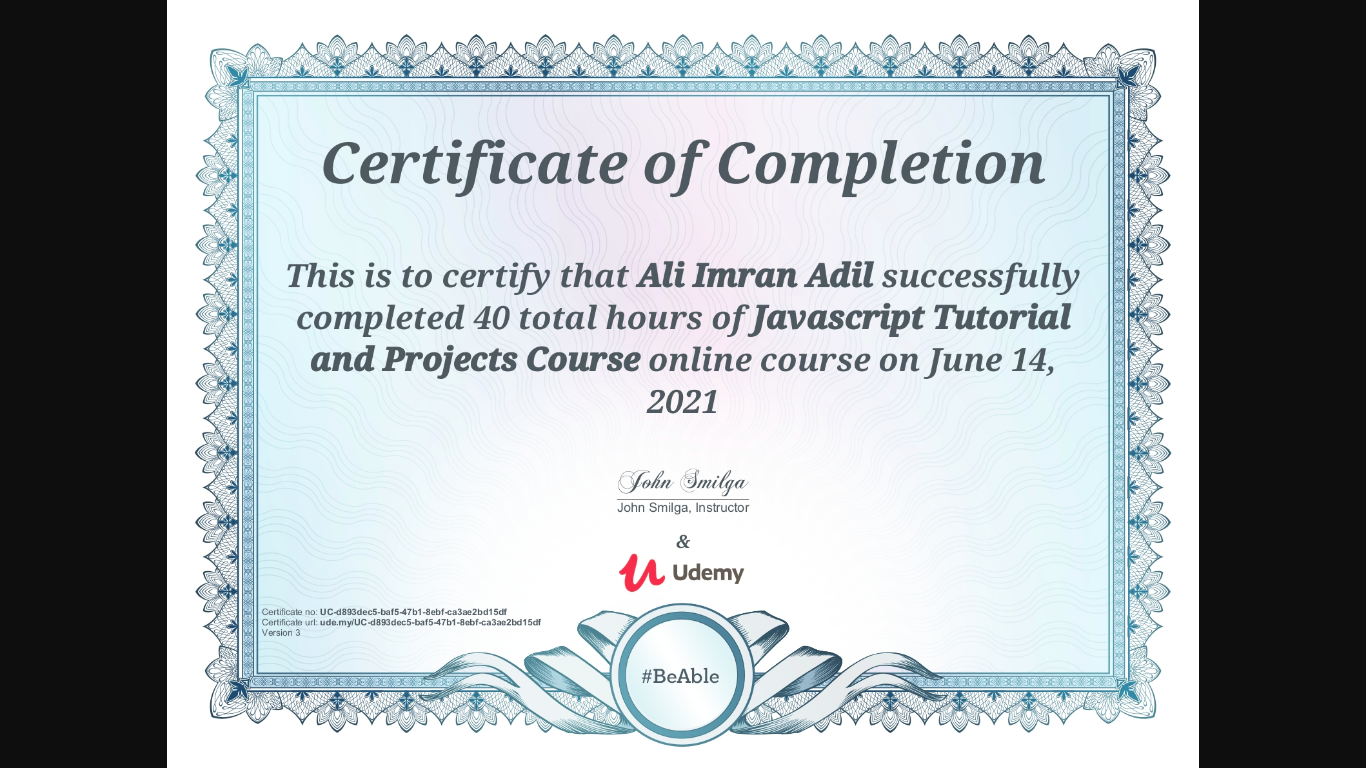 Certificate of Completion
This is to certify that Ali Imran Adil successfully
completed 40 total hours of Javascript Tutorial
and Projects Course online course on June 14,
2021
John Smilga
John Smilga, Instructor
&
Udemy
Certificate no: UC-d893dec5-baf5-47b1-8ebf-ca3ae2bd15df
Certificate url: ude.my/UC-d893dec5-baf5-47b1-8ebf-ca3ae2bd15df
Version 3
#BeAble